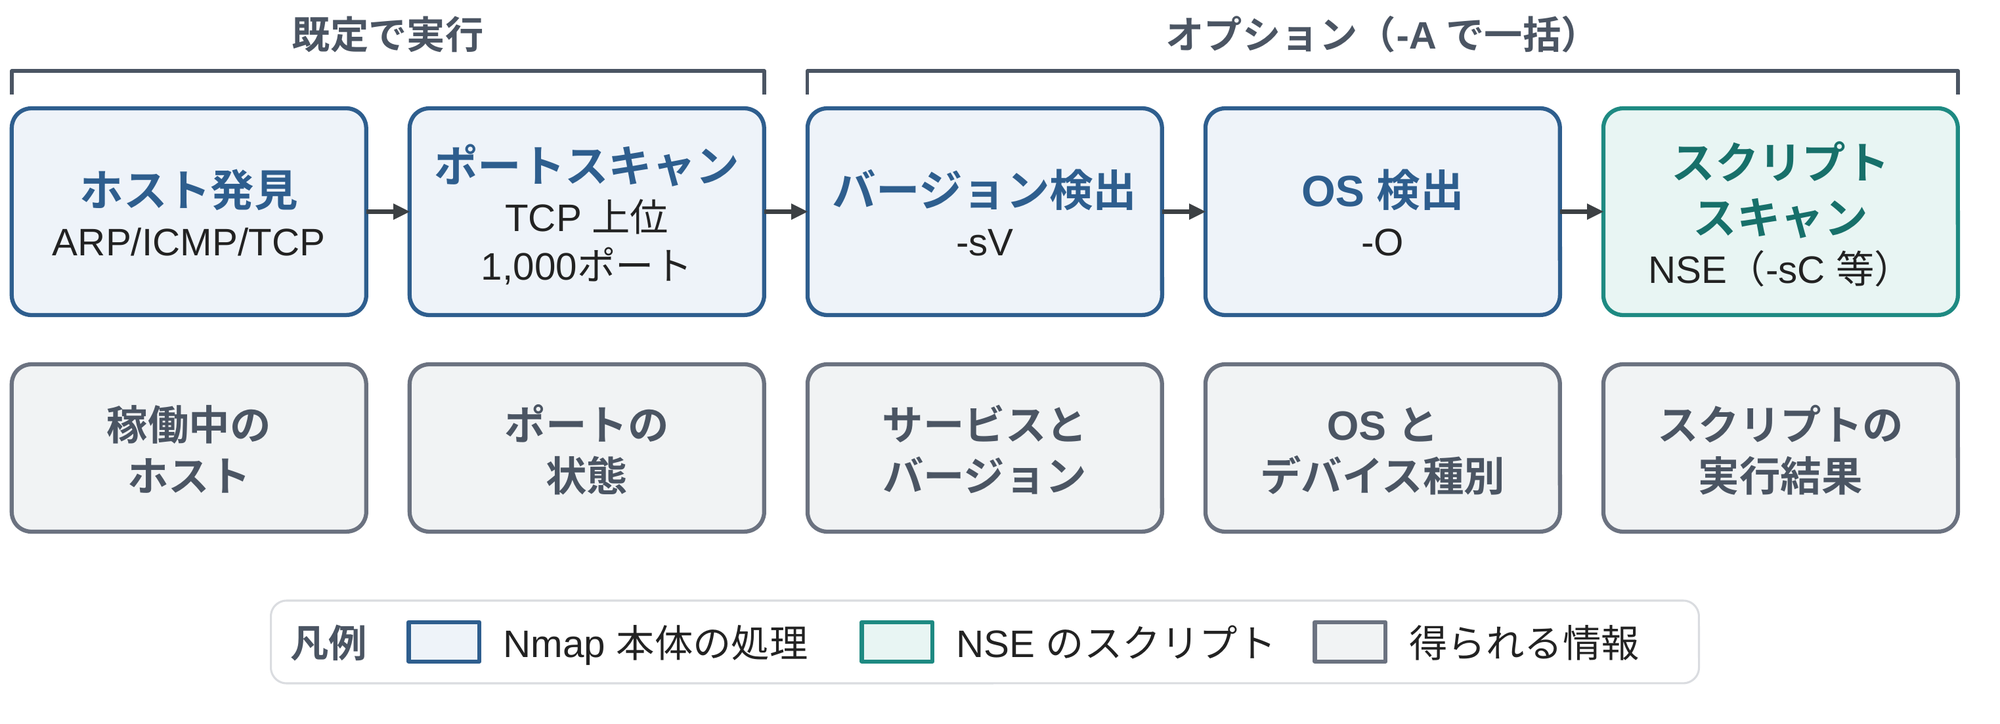 既定で実行
オプション（-A で一括）
ホスト発見
ARP/ICMP/TCP
ポートスキャン
TCP 上位
1,000ポート
バージョン検出
-sV
OS 検出
-O
スクリプト
スキャン
NSE（-sC 等）
稼働中の
ホスト
ポートの
状態
サービスと
バージョン
OS と
デバイス種別
スクリプトの
実行結果
凡例
Nmap 本体の処理
NSE のスクリプト
得られる情報